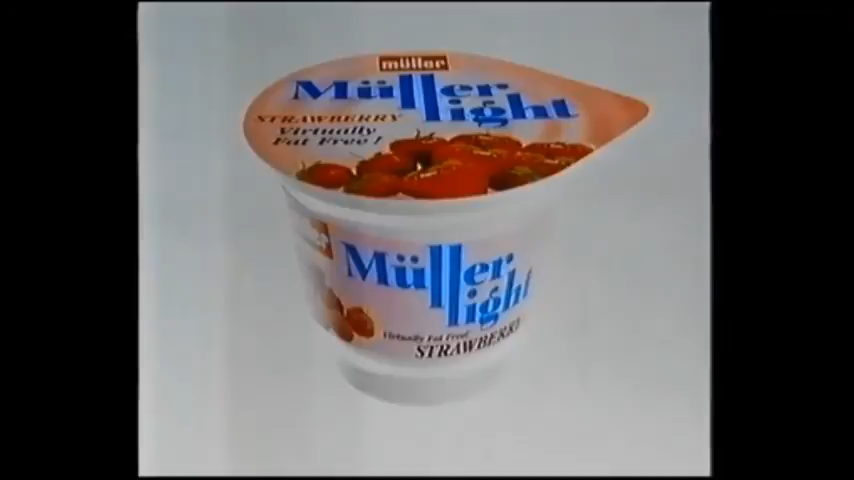 müller
Müller
light
STRAWBERRY
Virtually
Fat Free!
Müller
light
Virtually Fat Free!
STRAWBERRY